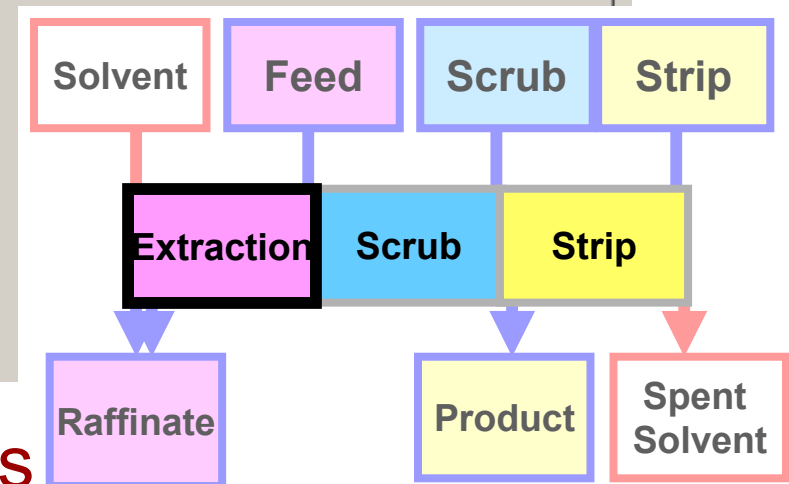 Solvent
Feed
Scrub
Strip
Extraction
Scrub
Strip
Raffinate
Product
Spent
Solvent
s